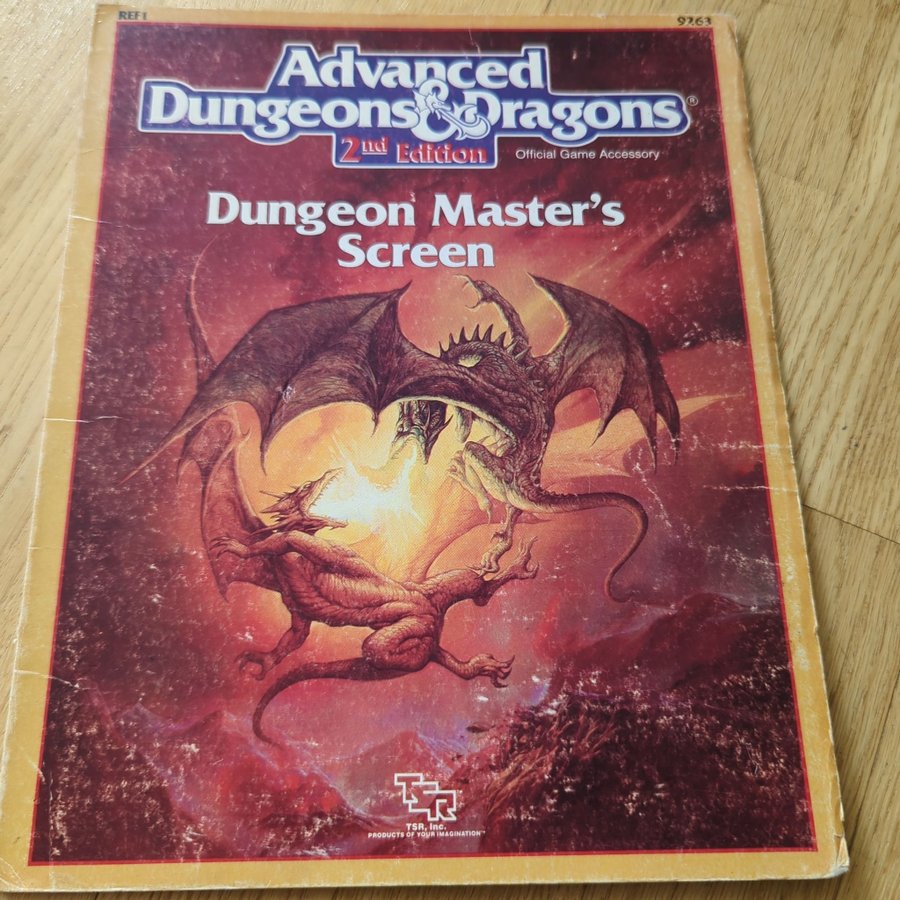 REF1
9263
Advanced
Dungeons & Dragons®
2nd Edition
Official Game Accessory
Dungeon Master's
Screen
TSR
TSR, Inc.
PRODUCTS OF YOUR IMAGINATION™